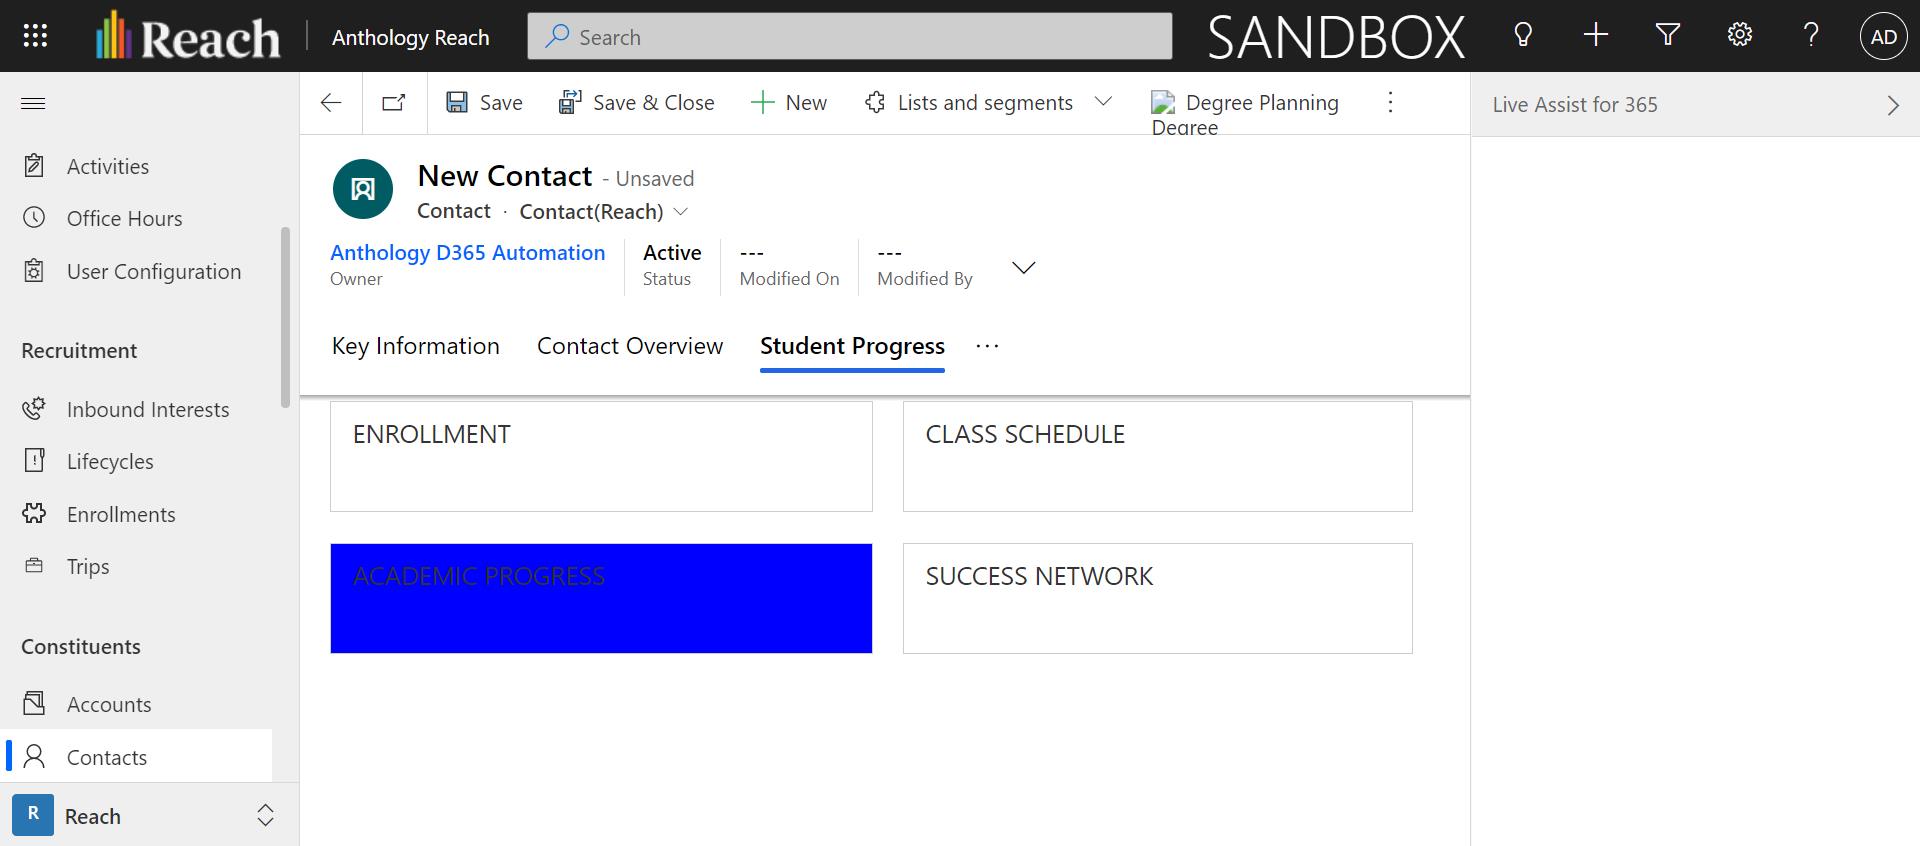 Reach
Anthology Reach
Search
SANDBOX
AD
Save
Save & Close
New
Lists and segments
Degree Planning
Degree
Live Assist for 365
Activities
Office Hours
User Configuration
Recruitment
Inbound Interests
Lifecycles
Enrollments
Trips
Constituents
Accounts
Contacts
R
Reach
New Contact - Unsaved
Contact · Contact(Reach)
Anthology D365 Automation
Owner
Active
Status
---
Modified On
---
Modified By
Key Information
Contact Overview
Student Progress
ENROLLMENT
CLASS SCHEDULE
ACADEMIC PROGRESS
SUCCESS NETWORK